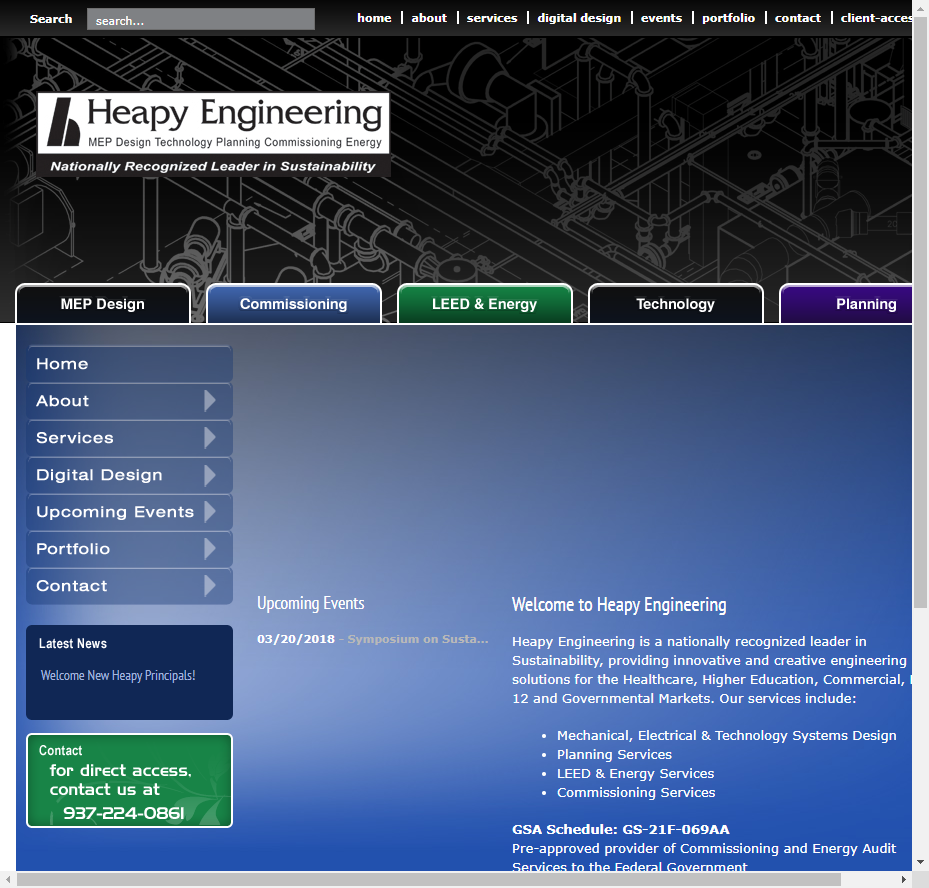 Search search... home about services digital design events portfolio contact client-acces
Heapy Engineering
MEP Design Technology Planning Commissioning Energy
Nationally Recognized Leader in Sustainability
MEP Design Commissioning LEED & Energy Technology Planning
Home
About
Services
Digital Design
Upcoming Events
Portfolio
Contact
Latest News
Welcome New Heapy Principals!
Contact
for direct access,
contact us at
937-224-0861
Upcoming Events
03/20/2018 - Symposium on Susta...
Welcome to Heapy Engineering
Heapy Engineering is a nationally recognized leader in
Sustainability, providing innovative and creative engineering
solutions for the Healthcare, Higher Education, Commercial,
12 and Governmental Markets. Our services include:
• Mechanical, Electrical & Technology Systems Design
• Planning Services
• LEED & Energy Services
• Commissioning Services
GSA Schedule: GS-21F-069AA
Pre-approved provider of Commissioning and Energy Audit
Services to the Federal Government